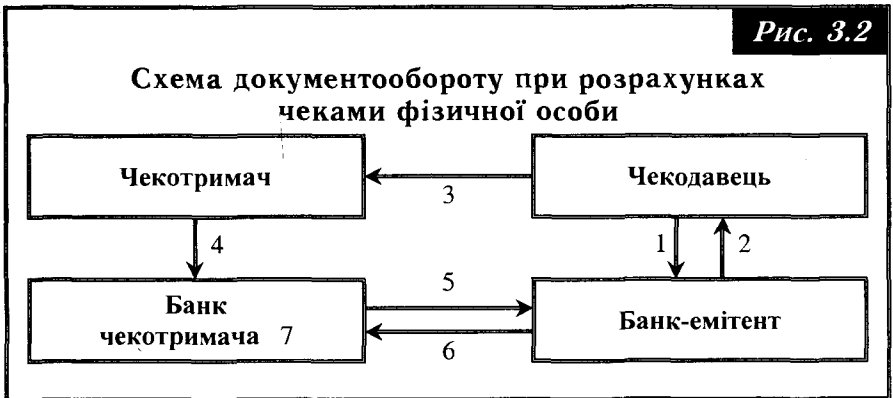 Рис. 3.2
Схема документообороту при розрахунках
чеками фізичної особи
Чекотримач
3
Чекодавець
4
1
2
Банк
чекотримача 7
5
6
Банк-емітент